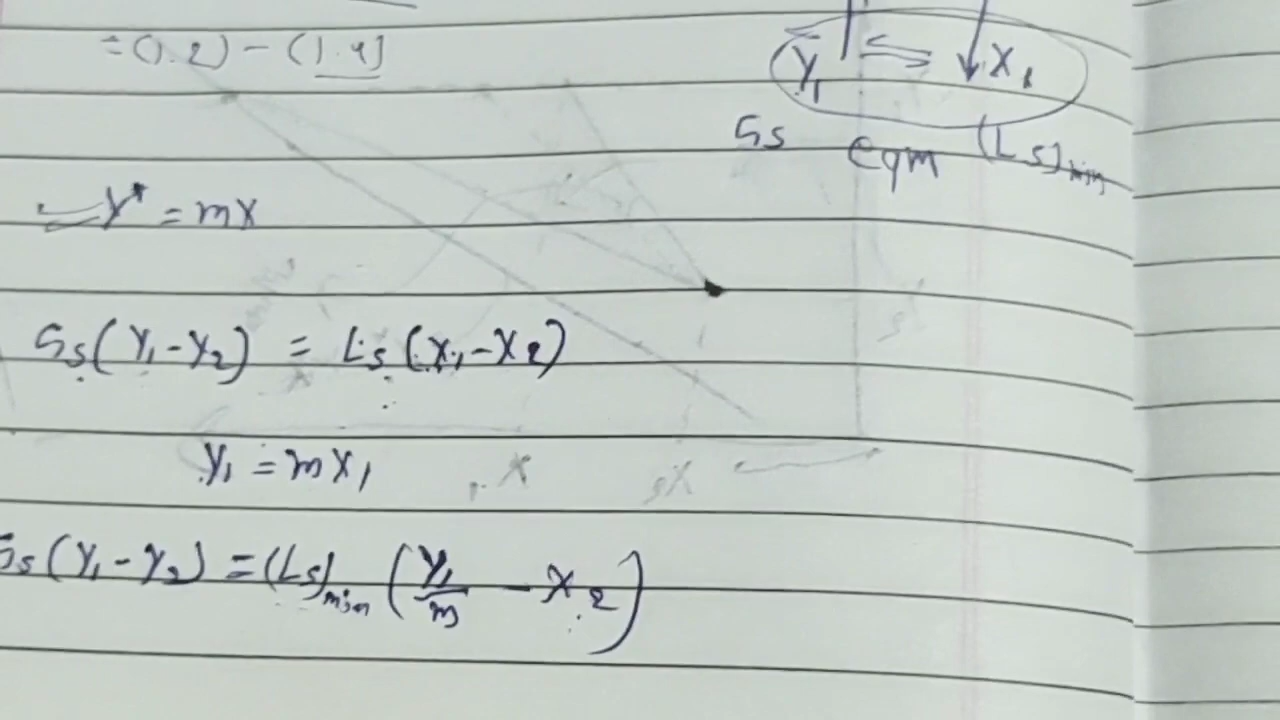 = (1.2) - (1.4)
Y₁ ⇌ X₁
Gs eqm (Ls)min
Y* = mX
Gs(Y₁-Y₂) = Ls(X₁-X₂)
Y₁ = mX₁
Gs(Y₁-Y₂) = (Ls)min (Y₁/m - X₂)